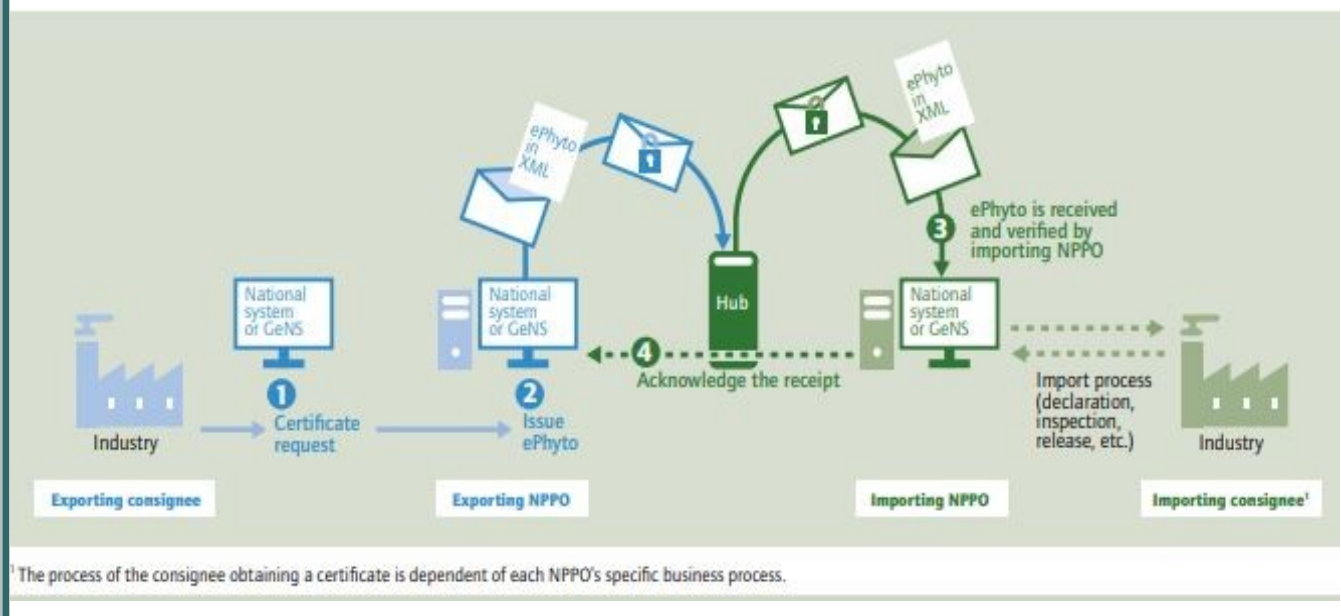 ePhyto
in
XML
ePhyto
in
XML
National
system
or GeNS
National
system
or GeNS
Hub
3
ePhyto is received
and verified by
importing NPPO
National
system
or GeNS
Industry
1
Certificate
request
2
Issue
ePhyto
4
Acknowledge the receipt
Import process
(declaration,
inspection,
release, etc.)
Industry
Exporting consignee
Exporting NPPO
Importing NPPO
Importing consignee¹
¹ The process of the consignee obtaining a certificate is dependent of each NPPO's specific business process.